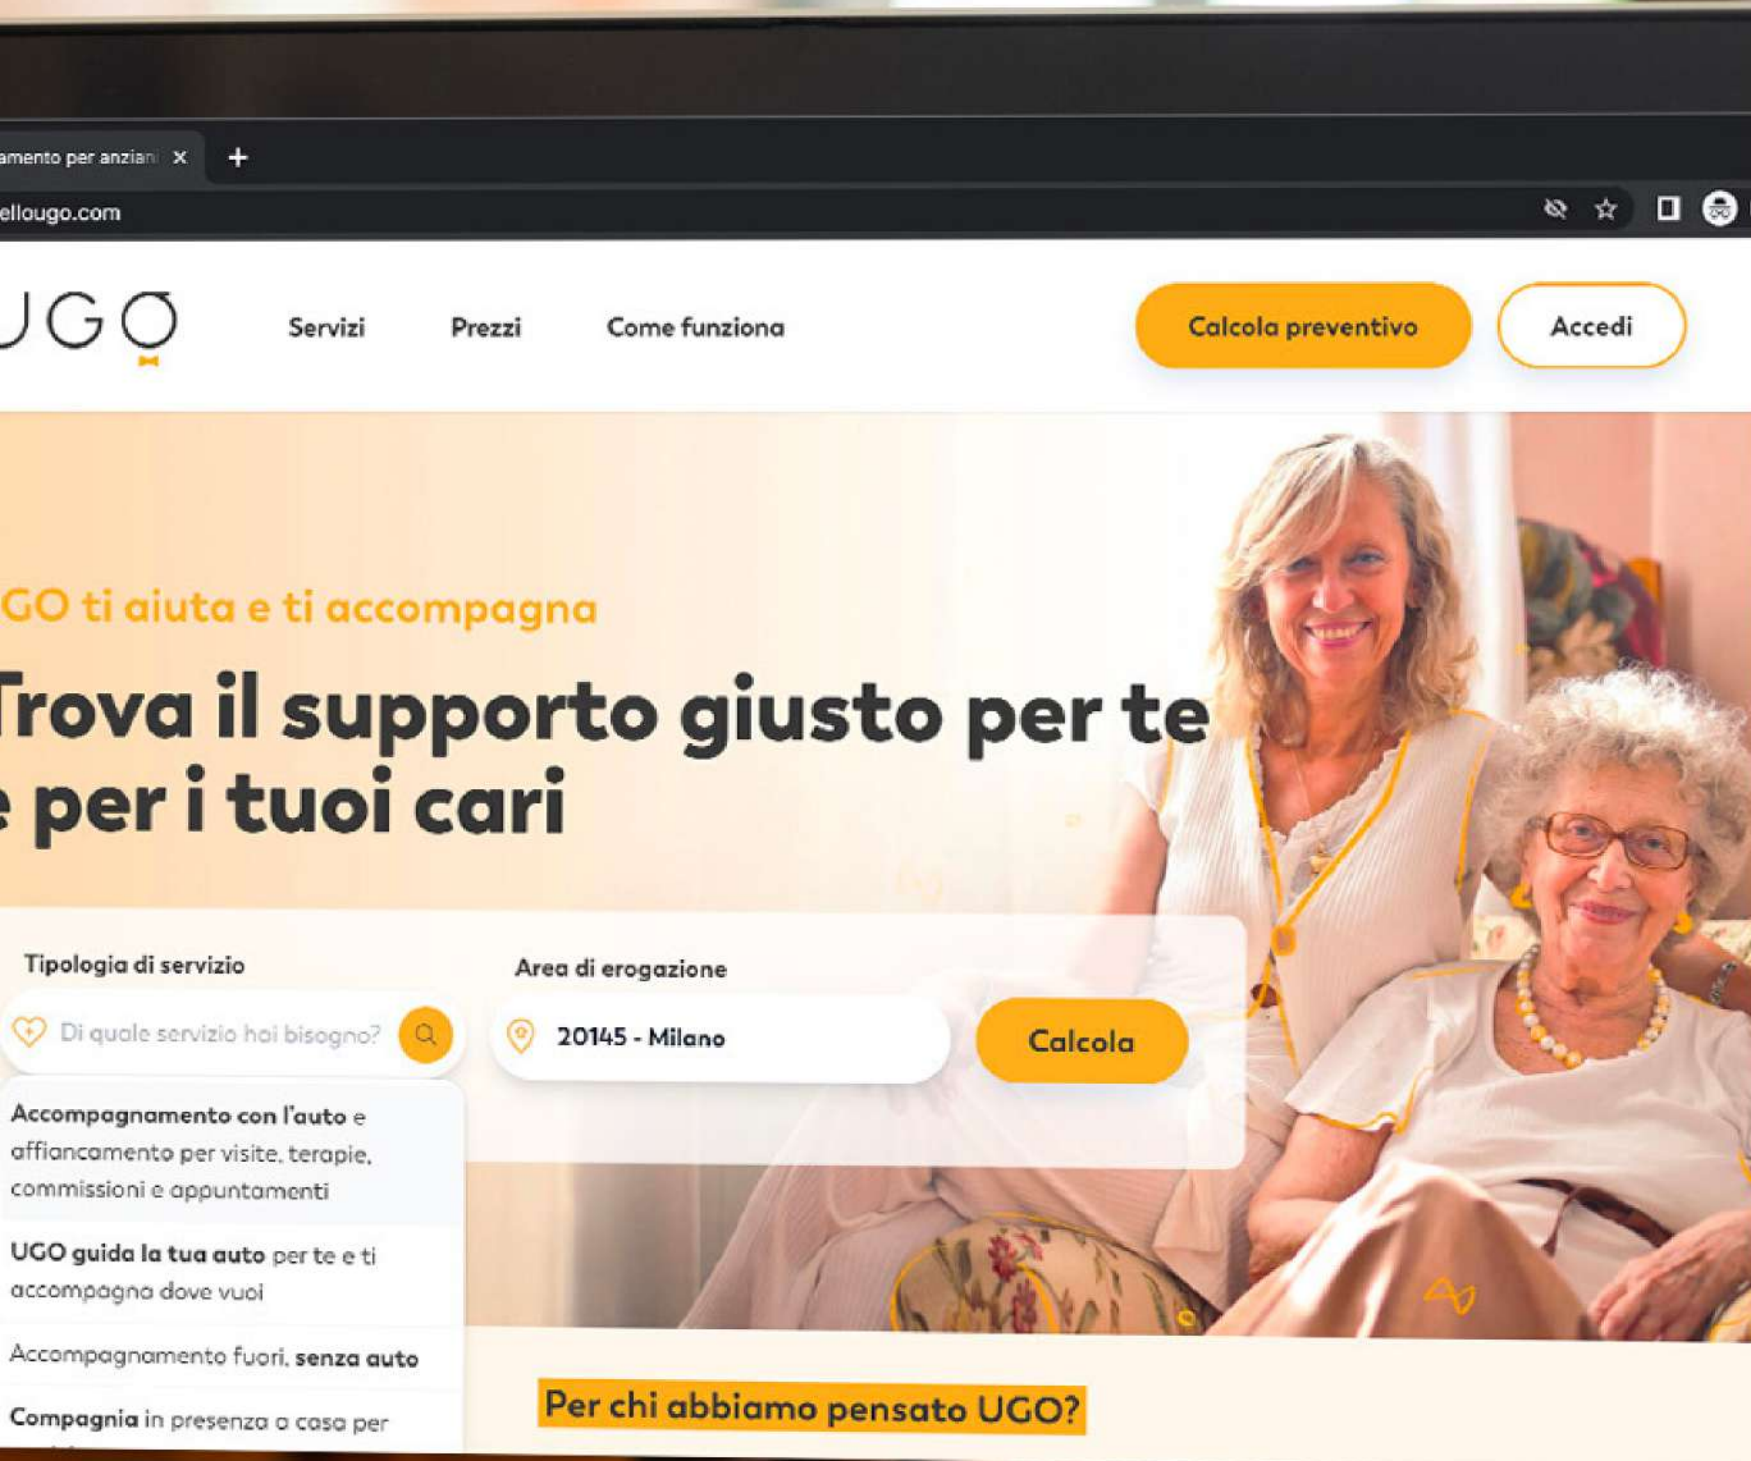 amento per anziani
ellougo.com
UGO
Servizi
Prezzi
Come funziona
Calcola preventivo
Accedi
GO ti aiuta e ti accompagna
Trova il supporto giusto per te
e per i tuoi cari
Tipologia di servizio
Area di erogazione
Di quale servizio hai bisogno?
20145 - Milano
Calcola
Accompagnamento con l'auto e
affiancamento per visite, terapie,
commissioni e appuntamenti
UGO guida la tua auto per te e ti
accompagna dove vuoi
Accompagnamento fuori, senza auto
Compagnia in presenza a casa per
Per chi abbiamo pensato UGO?